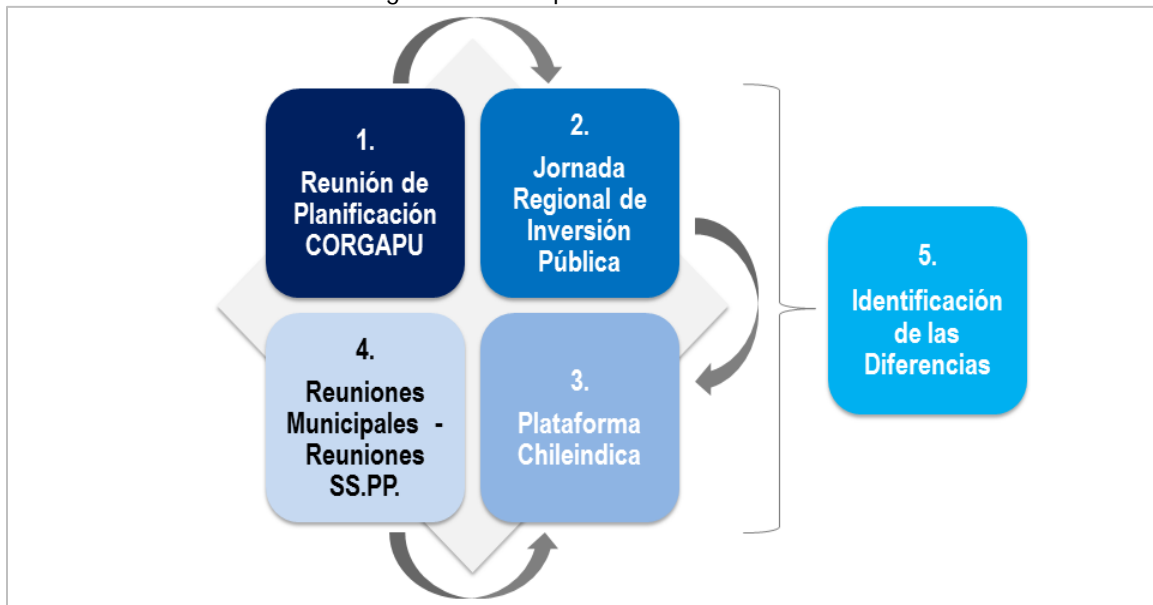 1.
Reunión de
Planificación
CORGAPU
2.
Jornada
Regional de
Inversión
Pública
3.
Plataforma
Chileindica
4.
Reuniones
Municipales -
Reuniones
SS.PP.
5.
Identificación
de las
Diferencias